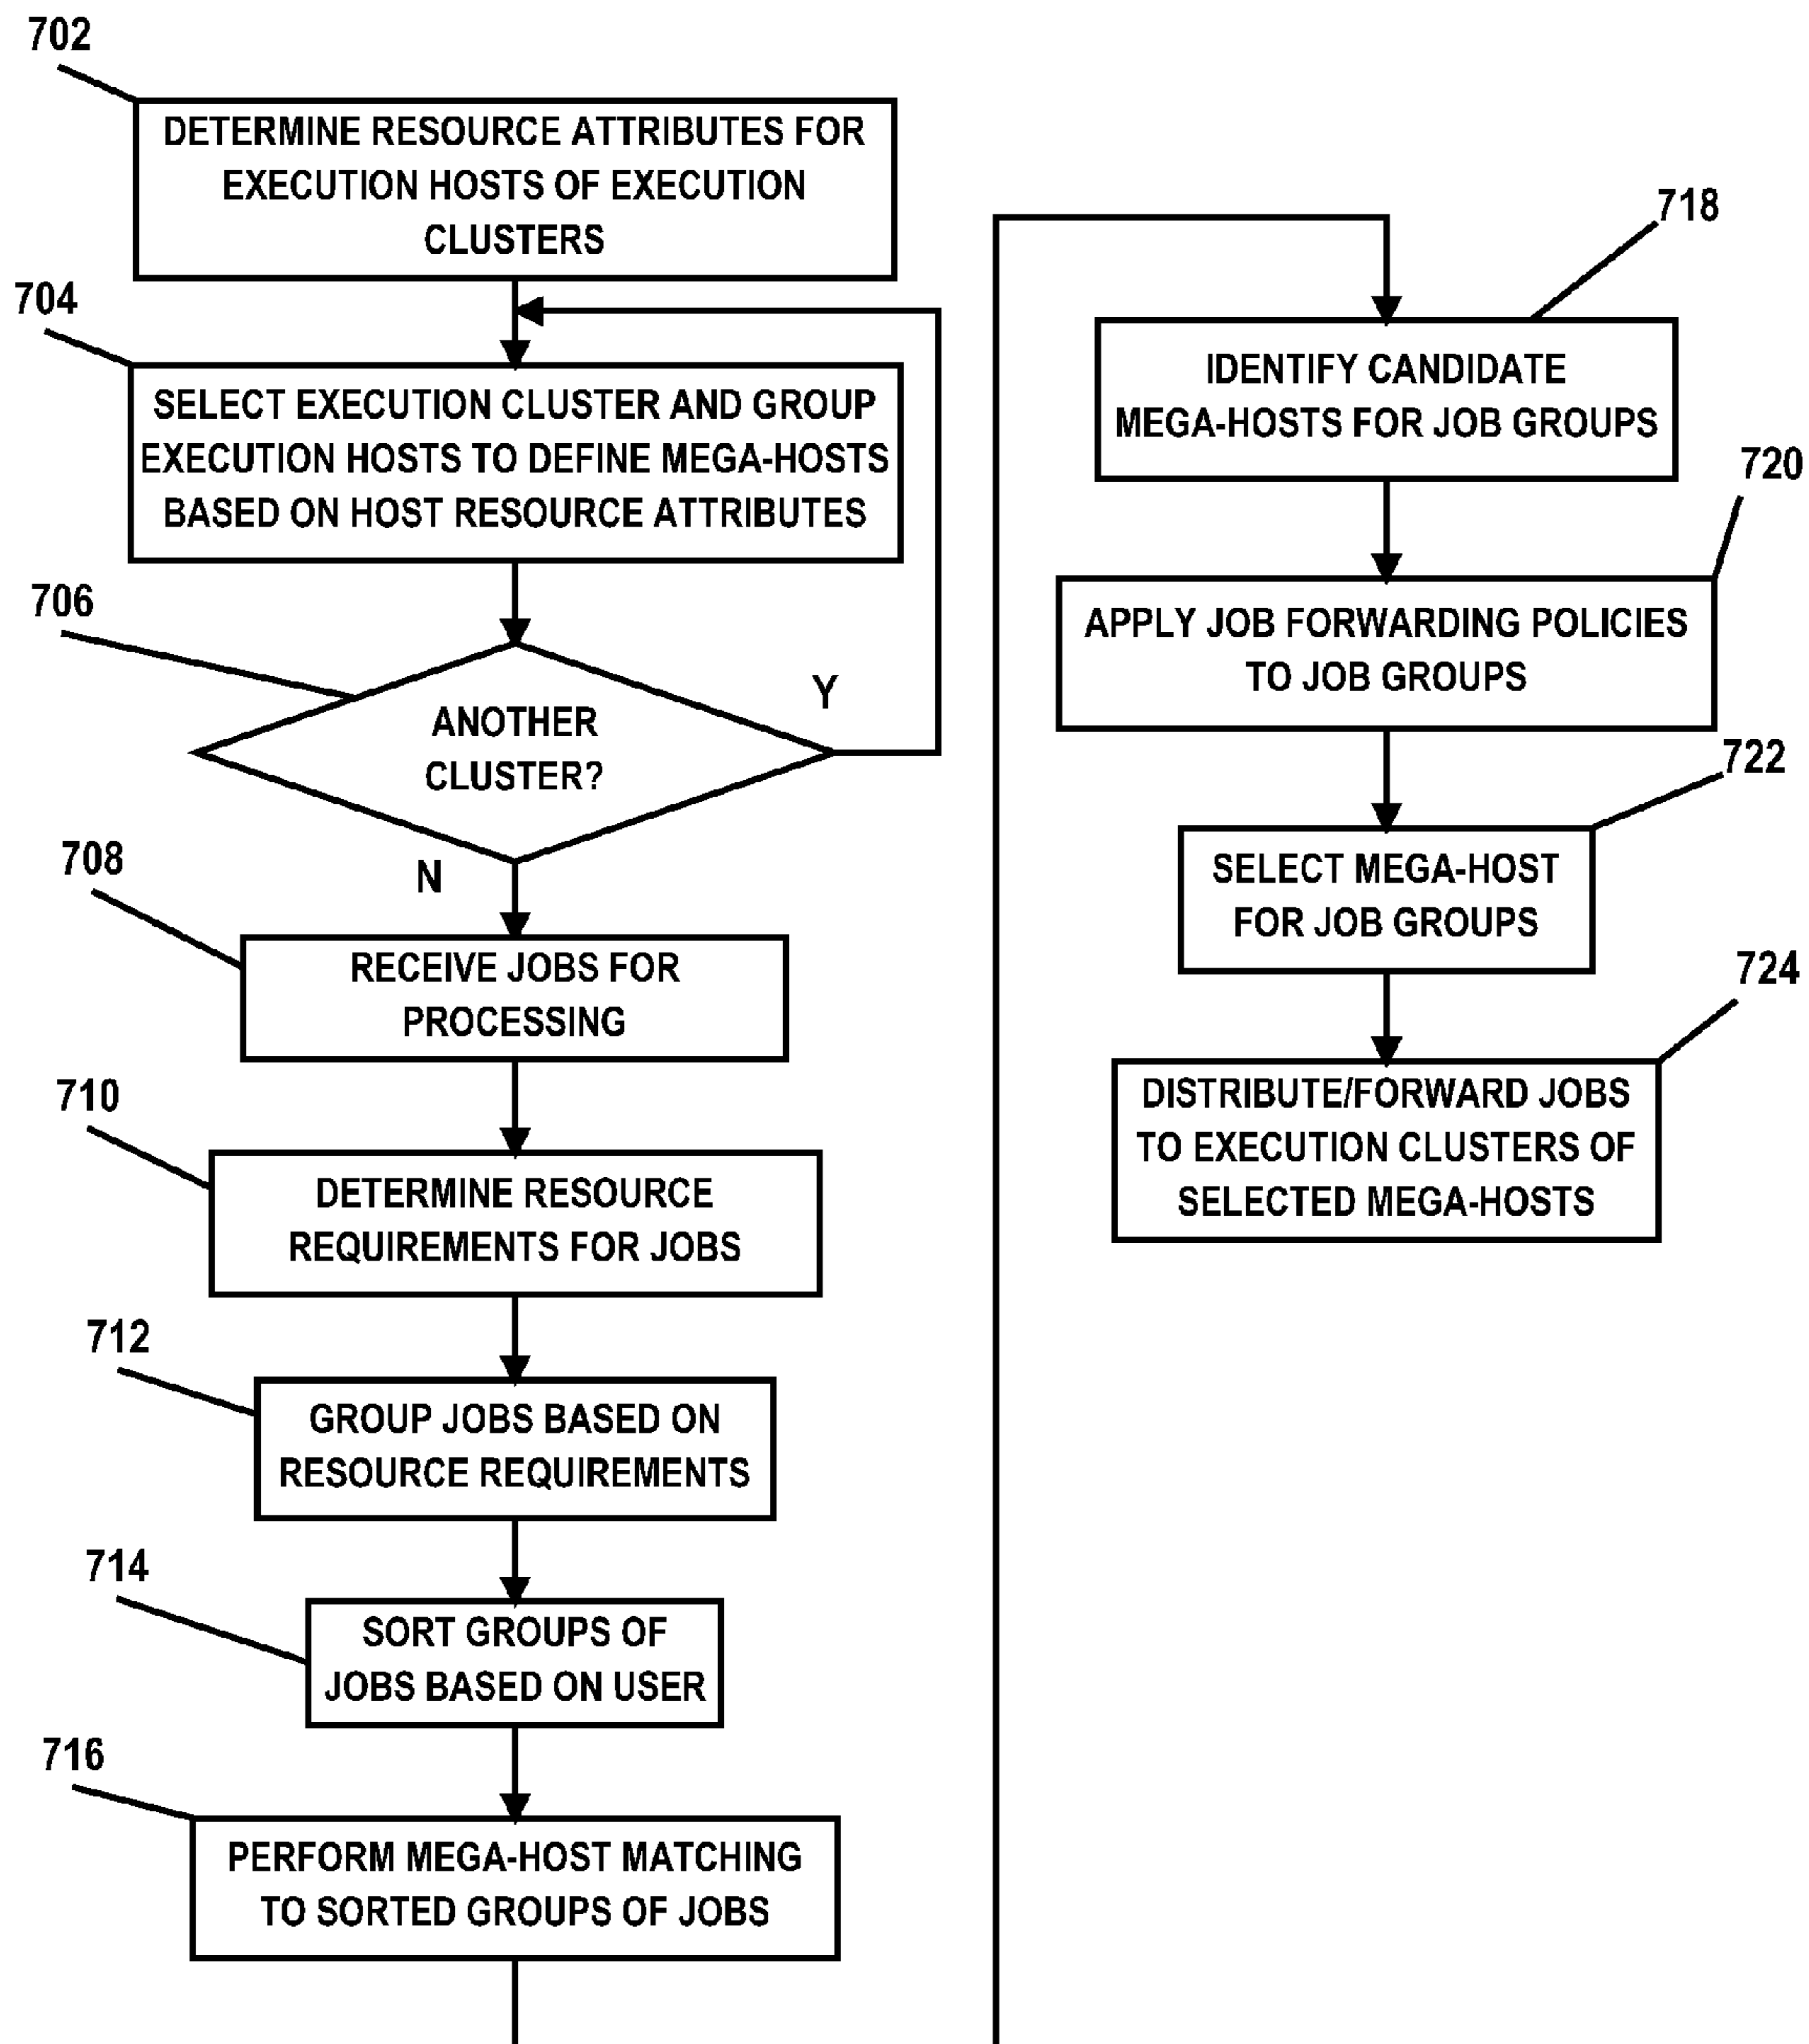 702
DETERMINE RESOURCE ATTRIBUTES FOR
EXECUTION HOSTS OF EXECUTION
CLUSTERS
704
SELECT EXECUTION CLUSTER AND GROUP
EXECUTION HOSTS TO DEFINE MEGA-HOSTS
BASED ON HOST RESOURCE ATTRIBUTES
706
ANOTHER
CLUSTER?
Y
N
708
RECEIVE JOBS FOR
PROCESSING
710
DETERMINE RESOURCE
REQUIREMENTS FOR JOBS
712
GROUP JOBS BASED ON
RESOURCE REQUIREMENTS
714
SORT GROUPS OF
JOBS BASED ON USER
716
PERFORM MEGA-HOST MATCHING
TO SORTED GROUPS OF JOBS
718
IDENTIFY CANDIDATE
MEGA-HOSTS FOR JOB GROUPS
720
APPLY JOB FORWARDING POLICIES
TO JOB GROUPS
722
SELECT MEGA-HOST
FOR JOB GROUPS
724
DISTRIBUTE/FORWARD JOBS
TO EXECUTION CLUSTERS OF
SELECTED MEGA-HOSTS